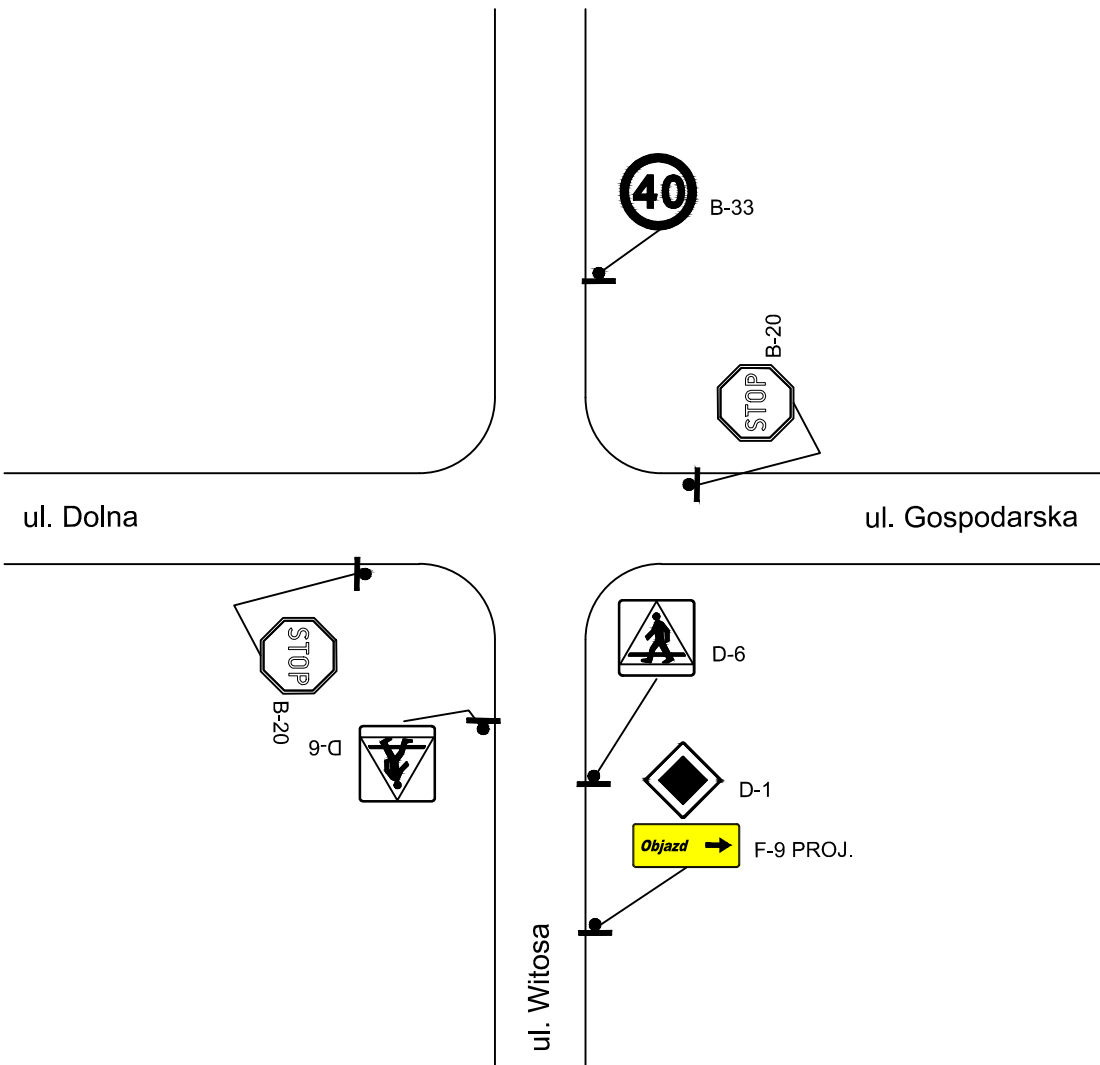 40
B-33
B-20
STOP
ul. Dolna
ul. Gospodarska
STOP
B-20
D-6
D-6
D-1
Objazd
F-9 PROJ.
ul. Witosa